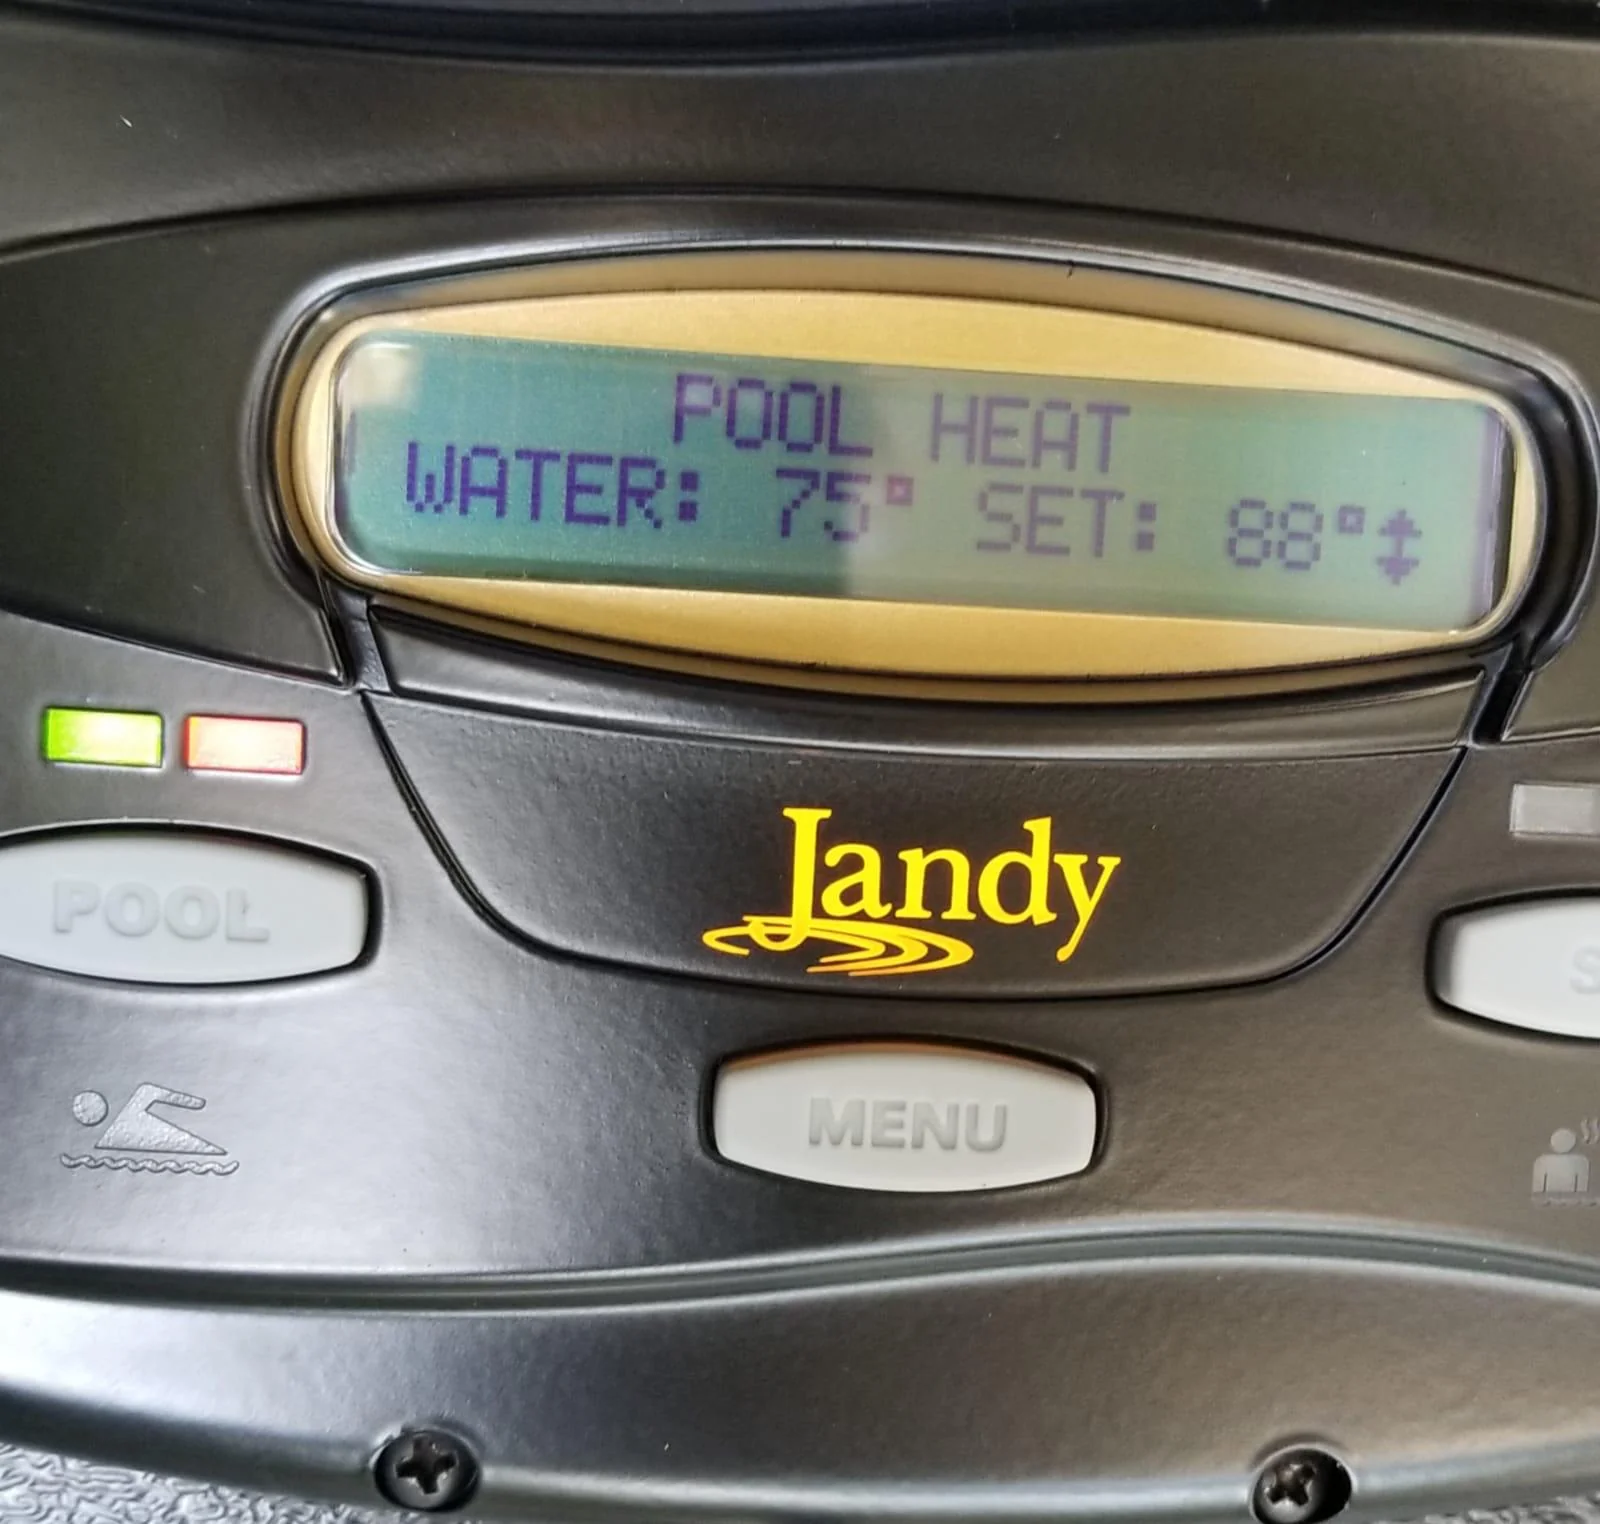 POOL HEAT
WATER: 75° SET: 88°
Jandy
POOL
MENU